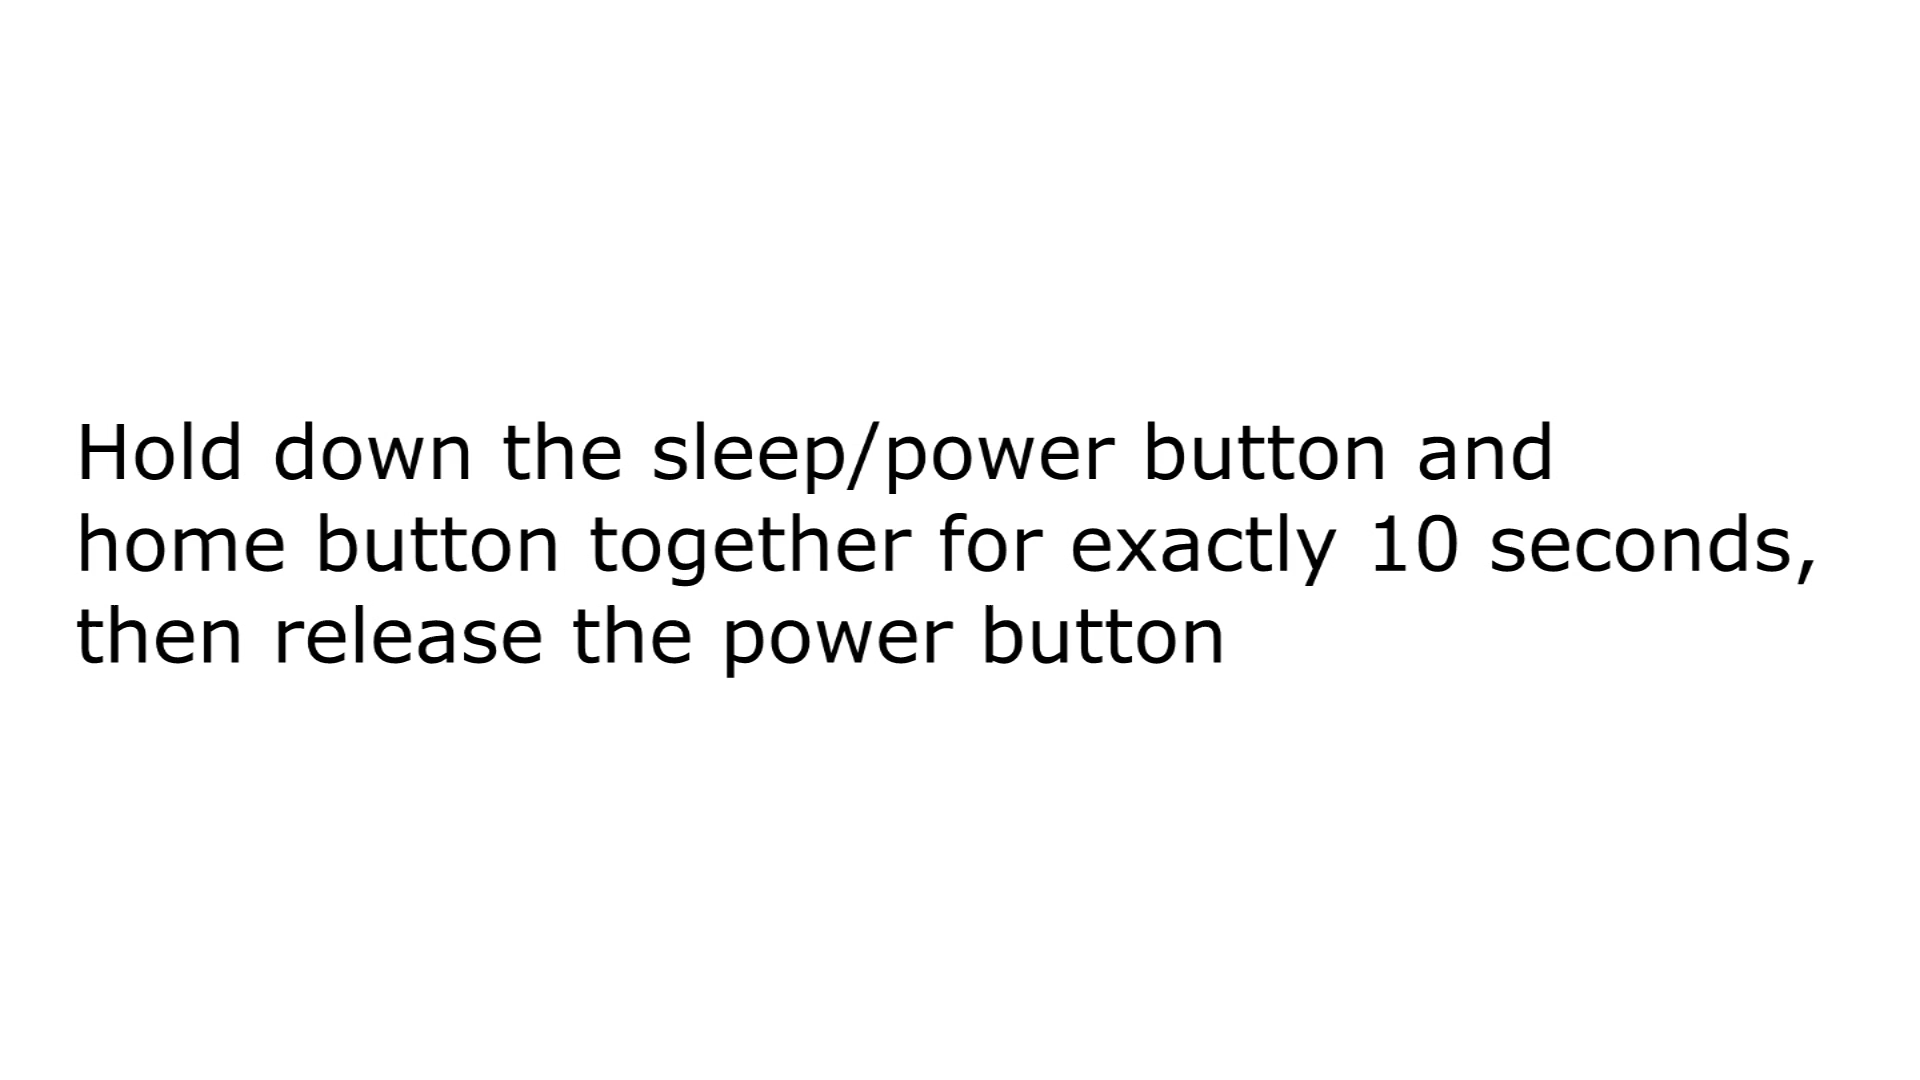 Hold down the sleep/power button and
home button together for exactly 10 seconds,
then release the power button